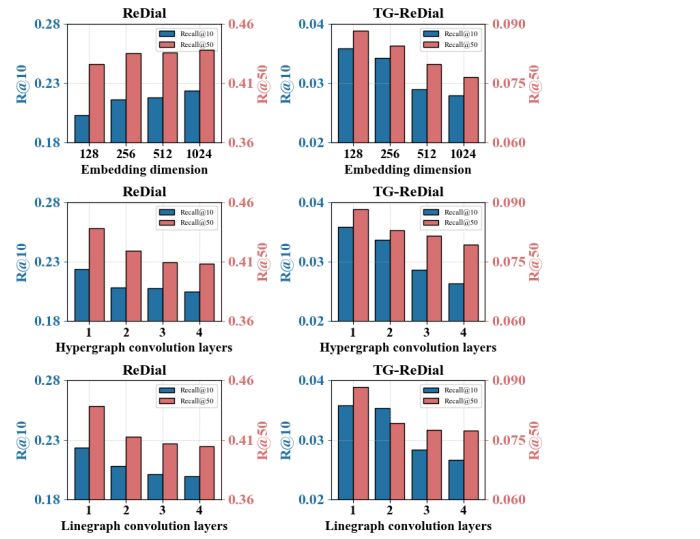 ReDial
0.28
0.23
0.18
R@10
0.46
0.41
0.36
R@50
Recall@10
Recall@50
128 256 512 1024
Embedding dimension
TG-ReDial
0.04
0.03
0.02
R@10
0.090
0.075
0.060
R@50
Recall@10
Recall@50
128 256 512 1024
Embedding dimension
ReDial
0.28
0.23
0.18
R@10
0.46
0.41
0.36
R@50
Recall@10
Recall@50
1 2 3 4
Hypergraph convolution layers
TG-ReDial
0.04
0.03
0.02
R@10
0.090
0.075
0.060
R@50
Recall@10
Recall@50
1 2 3 4
Hypergraph convolution layers
ReDial
0.28
0.23
0.18
R@10
0.46
0.41
0.36
R@50
Recall@10
Recall@50
1 2 3 4
Linegraph convolution layers
TG-ReDial
0.04
0.03
0.02
R@10
0.090
0.075
0.060
R@50
Recall@10
Recall@50
1 2 3 4
Linegraph convolution layers